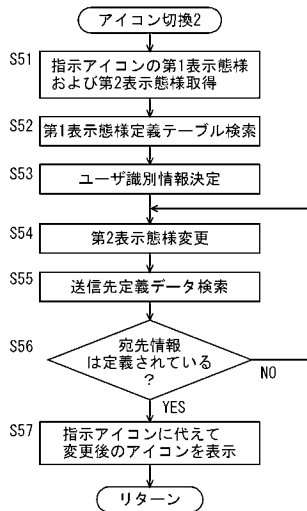 アイコン切換2
S51
指示アイコンの第1表示態様
および第2表示態様取得
S52
第1表示態様定義テーブル検索
S53
ユーザ識別情報決定
S54
第2表示態様変更
S55
送信先定義データ検索
S56
宛先情報
は定義されている
?
NO
YES
S57
指示アイコンに代えて
変更後のアイコンを表示
リターン